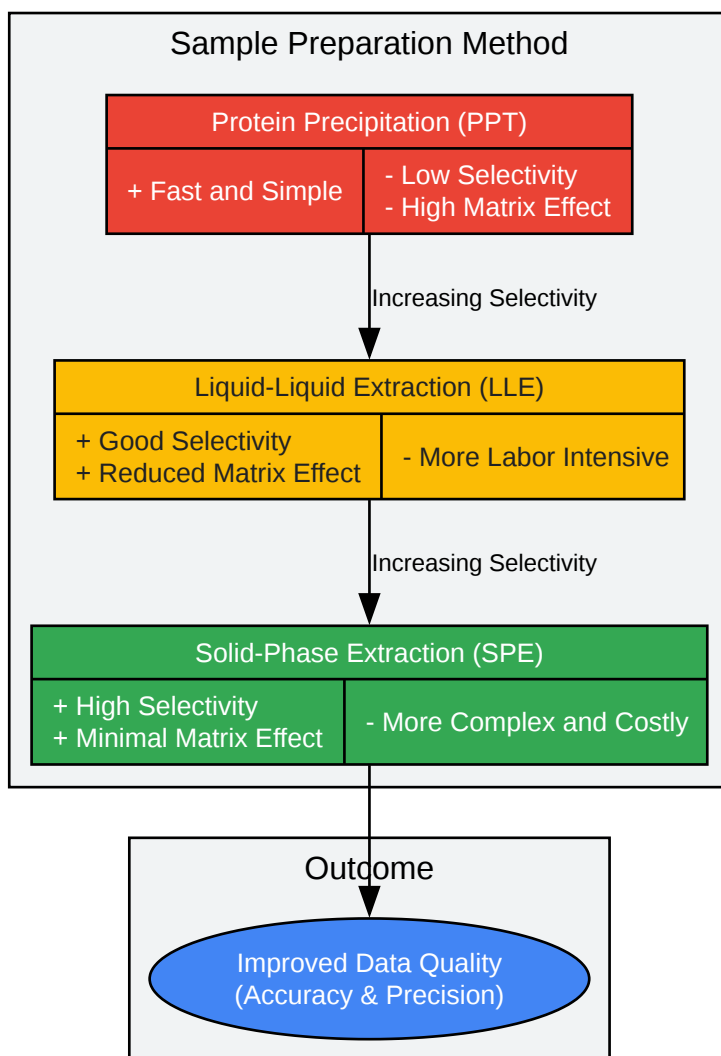 Sample Preparation Method
Protein Precipitation (PPT)
+ Fast and Simple
- Low Selectivity
- High Matrix Effect
Increasing Selectivity
Liquid-Liquid Extraction (LLE)
+ Good Selectivity
+ Reduced Matrix Effect
- More Labor Intensive
Increasing Selectivity
Solid-Phase Extraction (SPE)
+ High Selectivity
+ Minimal Matrix Effect
- More Complex and Costly
Outcome
Improved Data Quality
(Accuracy & Precision)